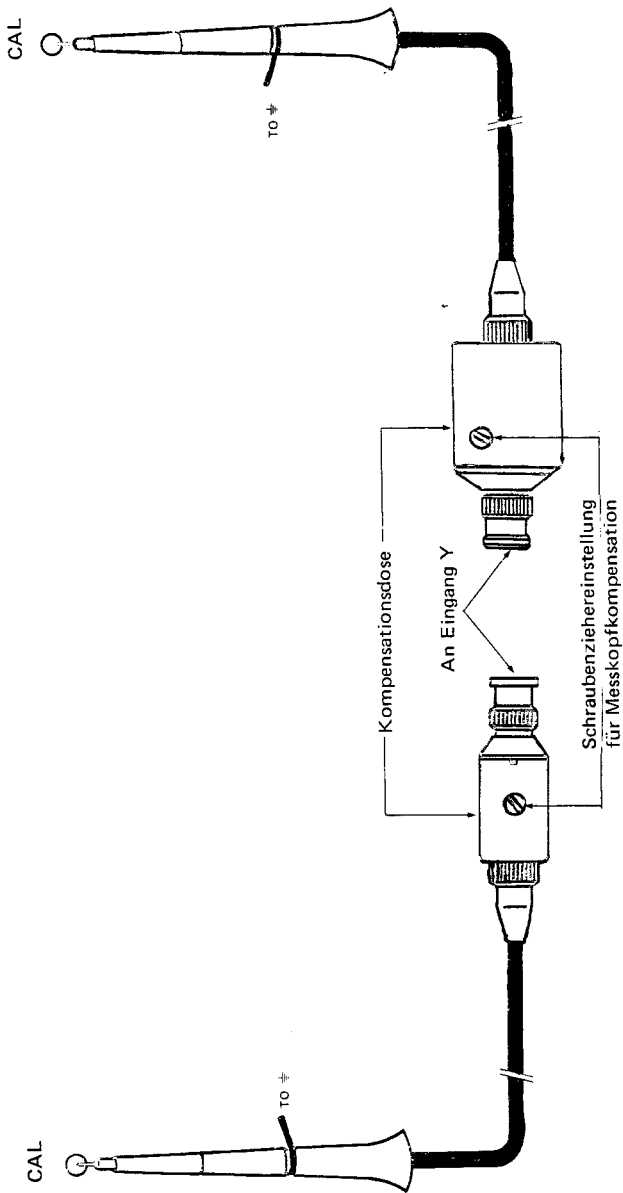 CAL
TO ⏚
Kompensationsdose
An Eingang Y
Schraubenziehereinstellung
für Messkopfkompensation
CAL
TO ⏚